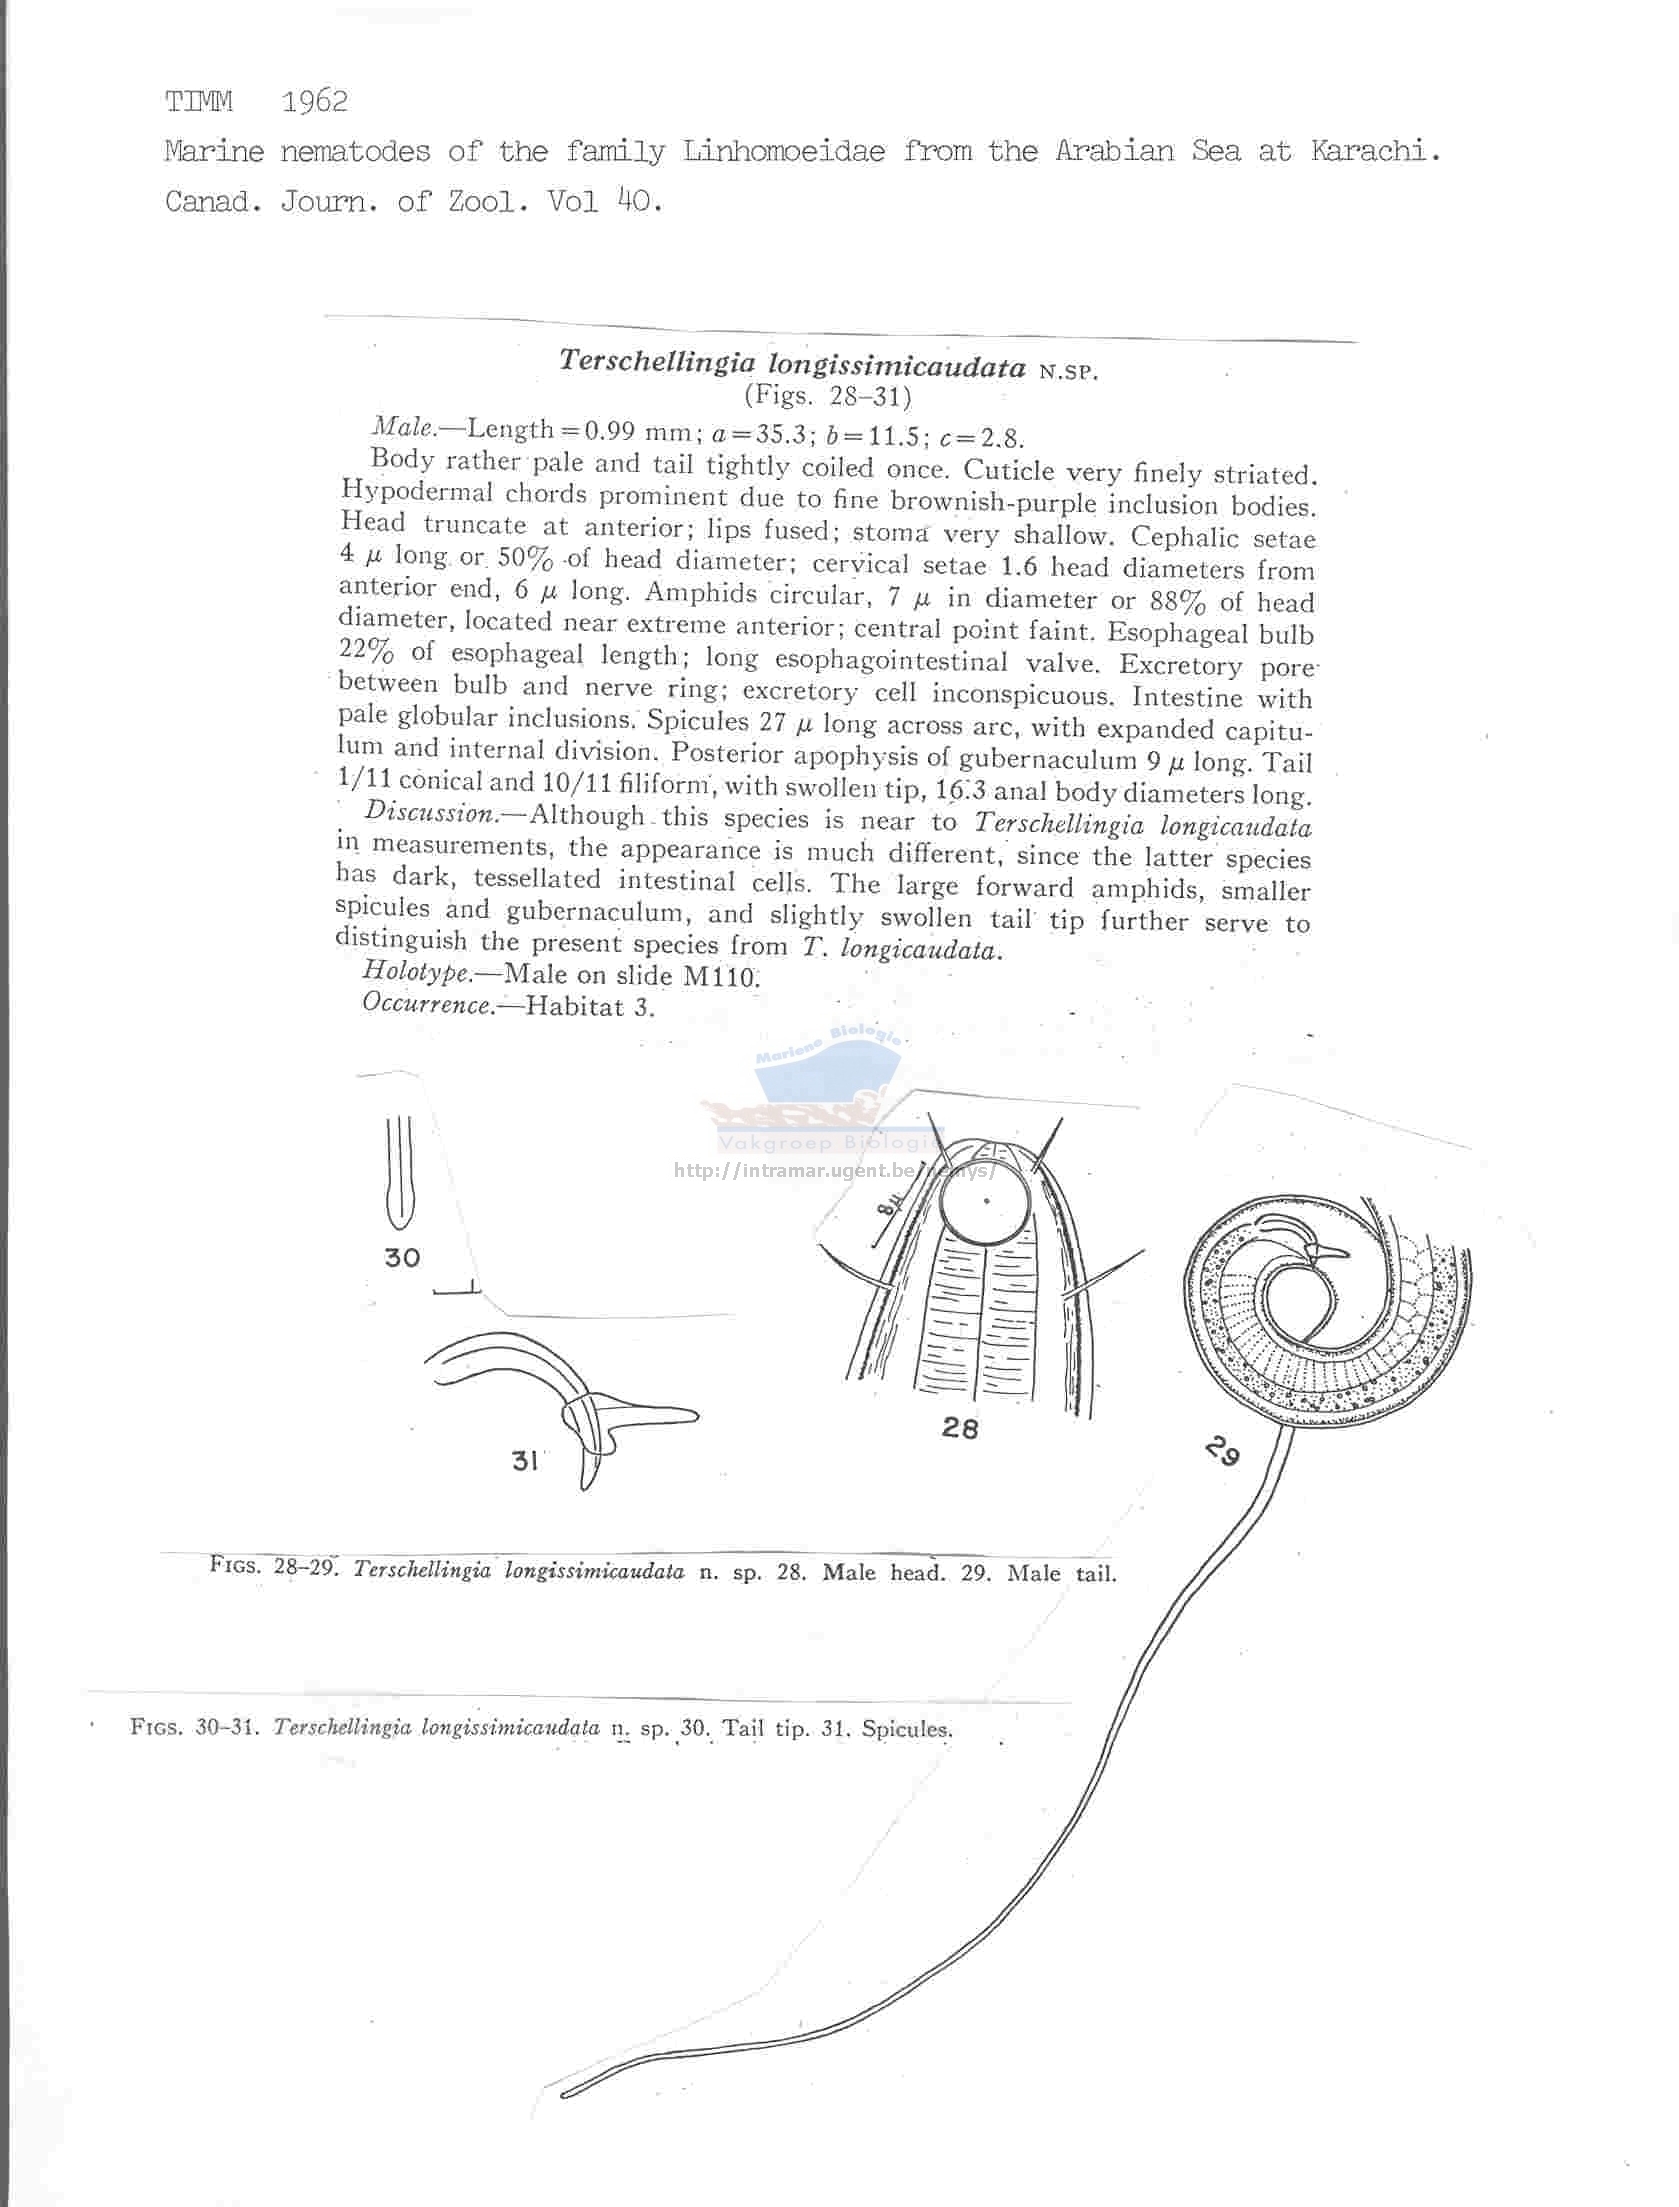 TIMM 1962
Marine nematodes of the family Linhomoeidae from the Arabian Sea at Karachi.
Canad. Journ. of Zool. Vol 40.
Terschellingia longissimicaudata N.SP.
(Figs. 28–31)
Male.—Length=0.99 mm; a=35.3; b=11.5; c=2.8.
Body rather pale and tail tightly coiled once. Cuticle very finely striated.
Hypodermal chords prominent due to fine brownish-purple inclusion bodies.
Head truncate at anterior; lips fused; stoma very shallow. Cephalic setae
4 μ long or 50% of head diameter; cervical setae 1.6 head diameters from
anterior end, 6 μ long. Amphids circular, 7 μ in diameter or 88% of head
diameter, located near extreme anterior; central point faint. Esophageal bulb
22% of esophageal length; long esophagointestinal valve. Excretory pore
between bulb and nerve ring; excretory cell inconspicuous. Intestine with
pale globular inclusions. Spicules 27 μ long across arc, with expanded capitu-
lum and internal division. Posterior apophysis of gubernaculum 9 μ long. Tail
1/11 conical and 10/11 filiform, with swollen tip, 16.3 anal body diameters long.
Discussion.—Although this species is near to Terschellingia longicaudata
in measurements, the appearance is much different, since the latter species
has dark, tessellated intestinal cells. The large forward amphids, smaller
spicules and gubernaculum, and slightly swollen tail tip further serve to
distinguish the present species from T. longicaudata.
Holotype.—Male on slide M110.
Occurrence.—Habitat 3.
Mariene Biologie
Vakgroep Biologie
http://intramar.ugent.be/nemys/
8μ
30
28
29
31
FIGS. 28–29. Terschellingia longissimicaudata n. sp. 28. Male head. 29. Male tail.
FIGS. 30–31. Terschellingia longissimicaudata n. sp. 30. Tail tip. 31. Spicules.